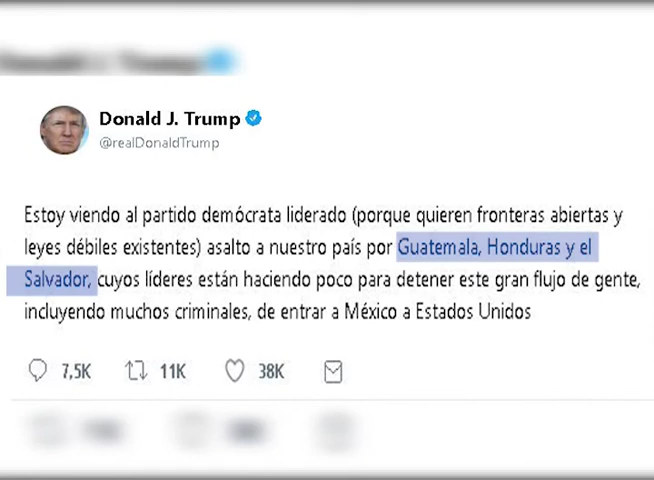 Donald J. Trump
@realDonaldTrump
Estoy viendo al partido demócrata liderado (porque quieren fronteras abiertas y
leyes débiles existentes) asalto a nuestro país por Guatemala, Honduras y el
Salvador, cuyos líderes están haciendo poco para detener este gran flujo de gente,
incluyendo muchos criminales, de entrar a México a Estados Unidos
7,5K 11K 38K